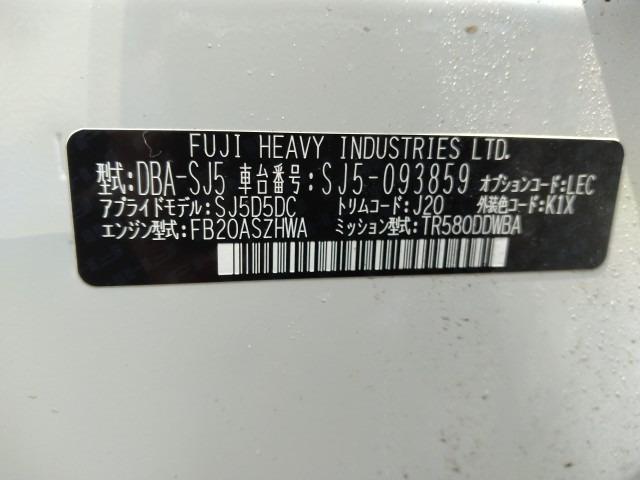 FUJI HEAVY INDUSTRIES LTD.
型式:DBA-SJ5 車台番号:SJ5-093859 オプションコード:LEC
アプライドモデル:SJ5D5DC トリムコード:J20 外装色コード:K1X
エンジン型式:FB20ASZHWA ミッション型式:TR580DDWBA